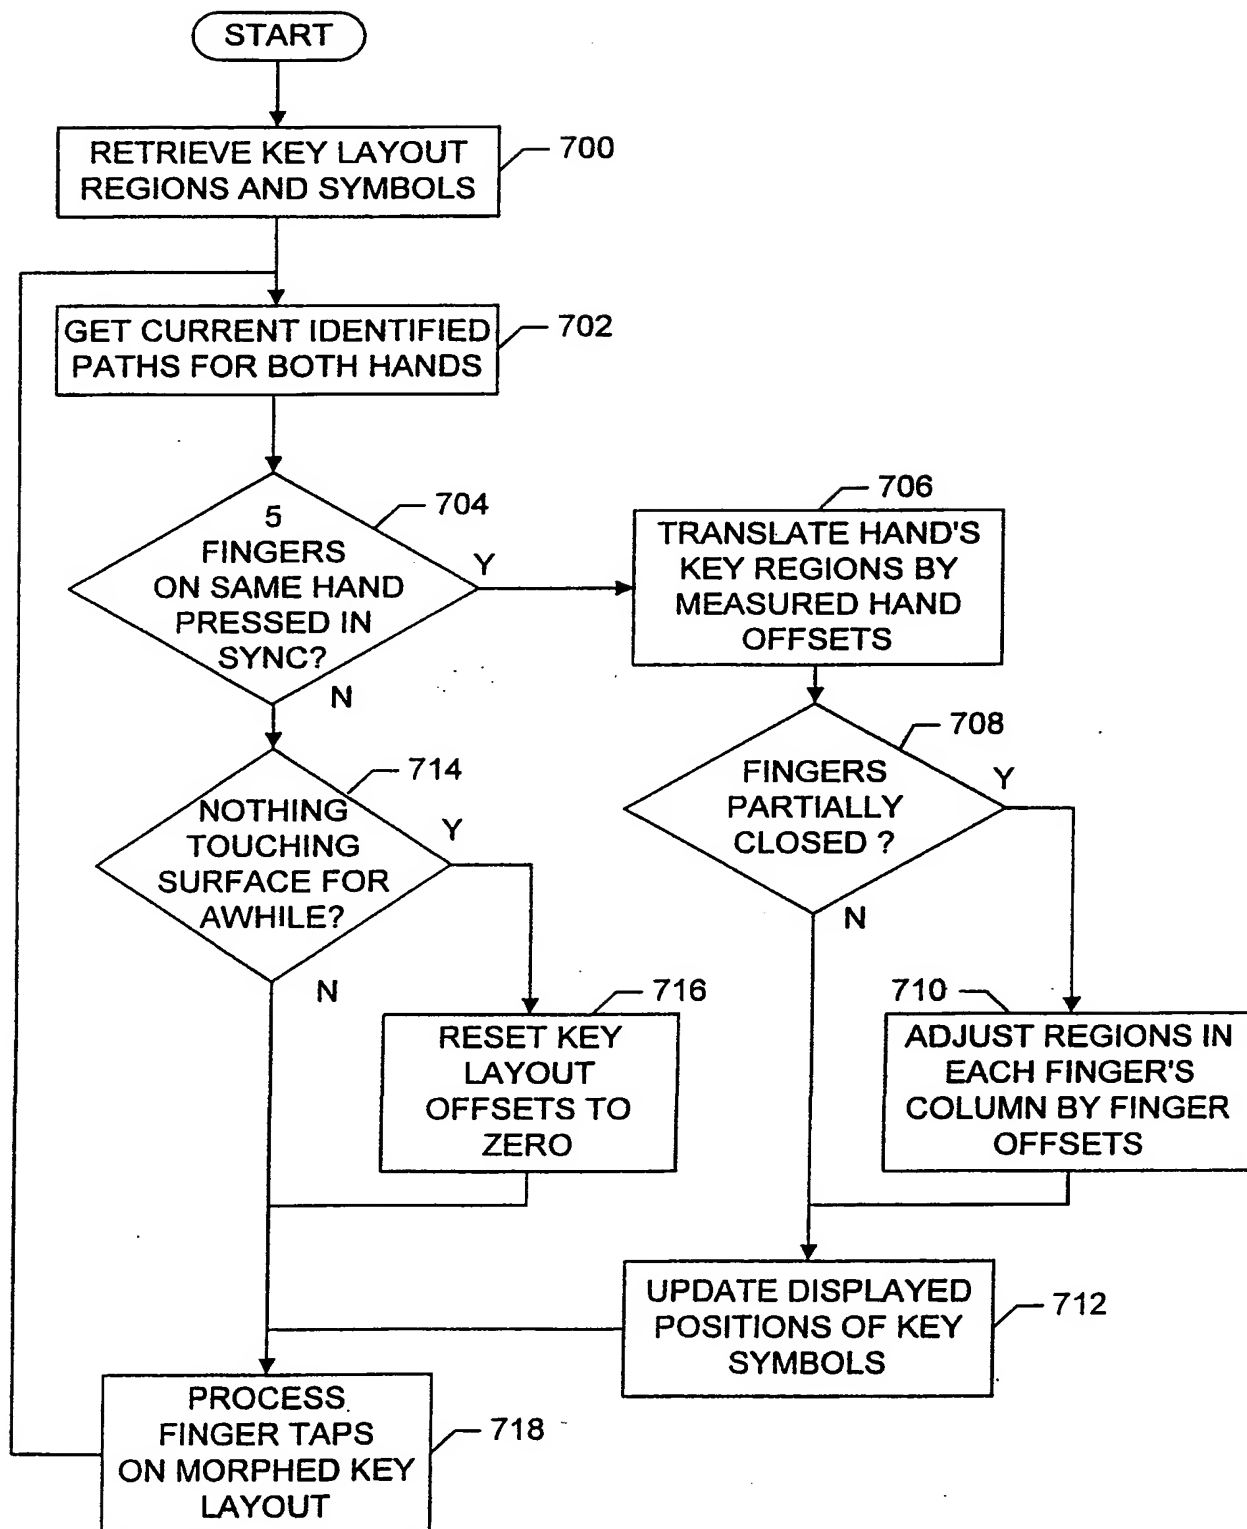 START
RETRIEVE KEY LAYOUT
REGIONS AND SYMBOLS
700
GET CURRENT IDENTIFIED
PATHS FOR BOTH HANDS
702
5
FINGERS
ON SAME HAND
PRESSED IN
SYNC?
704
Y
N
706
TRANSLATE HAND'S
KEY REGIONS BY
MEASURED HAND
OFFSETS
708
FINGERS
PARTIALLY
CLOSED ?
Y
N
714
NOTHING
TOUCHING
SURFACE FOR
AWHILE?
Y
N
716
RESET KEY
LAYOUT
OFFSETS TO
ZERO
710
ADJUST REGIONS IN
EACH FINGER'S
COLUMN BY FINGER
OFFSETS
UPDATE DISPLAYED
POSITIONS OF KEY
SYMBOLS
712
PROCESS
FINGER TAPS
ON MORPHED KEY
LAYOUT
718